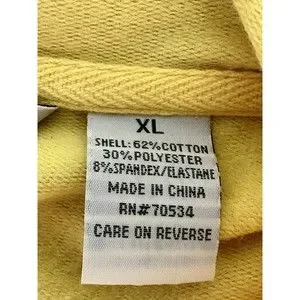 XL
SHELL: 62%COTTON
30%POLYESTER
8%SPANDEX/ELASTANE
MADE IN CHINA
RN#70534
CARE ON REVERSE